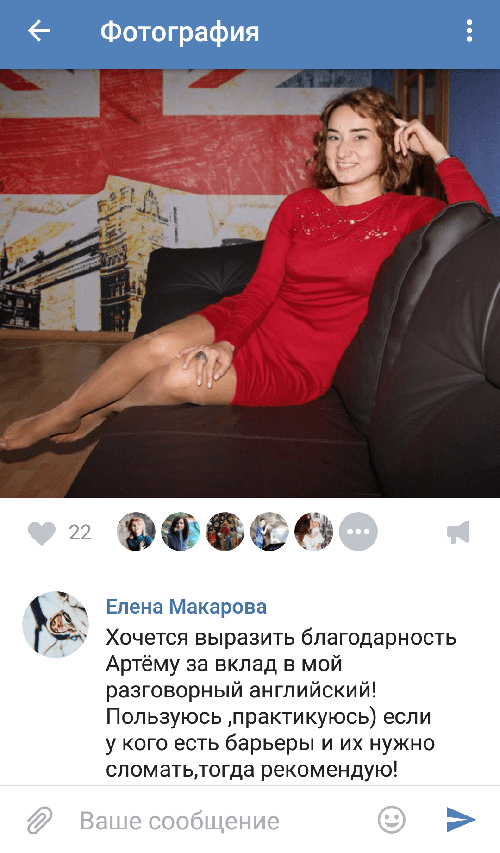 Фотография
22
Елена Макарова
Хочется выразить благодарность
Артёму за вклад в мой
разговорный английский!
Пользуюсь ,практикуюсь) если
у кого есть барьеры и их нужно
сломать,тогда рекомендую!
Ваше сообщение